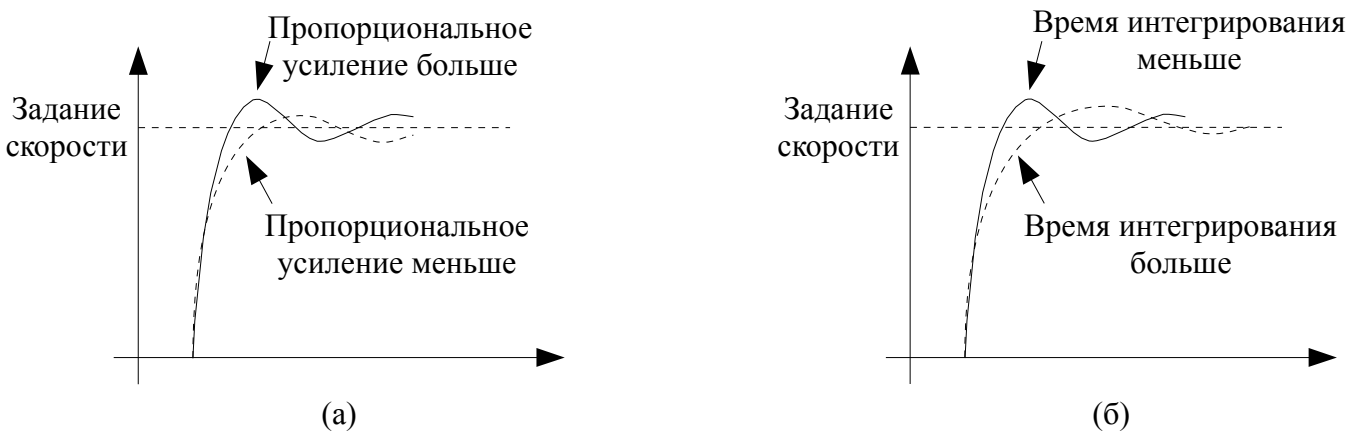 Пропорциональное
усиление больше
Задание
скорости
Пропорциональное
усиление меньше
(а)
Время интегрирования
меньше
Задание
скорости
Время интегрирования
больше
(б)